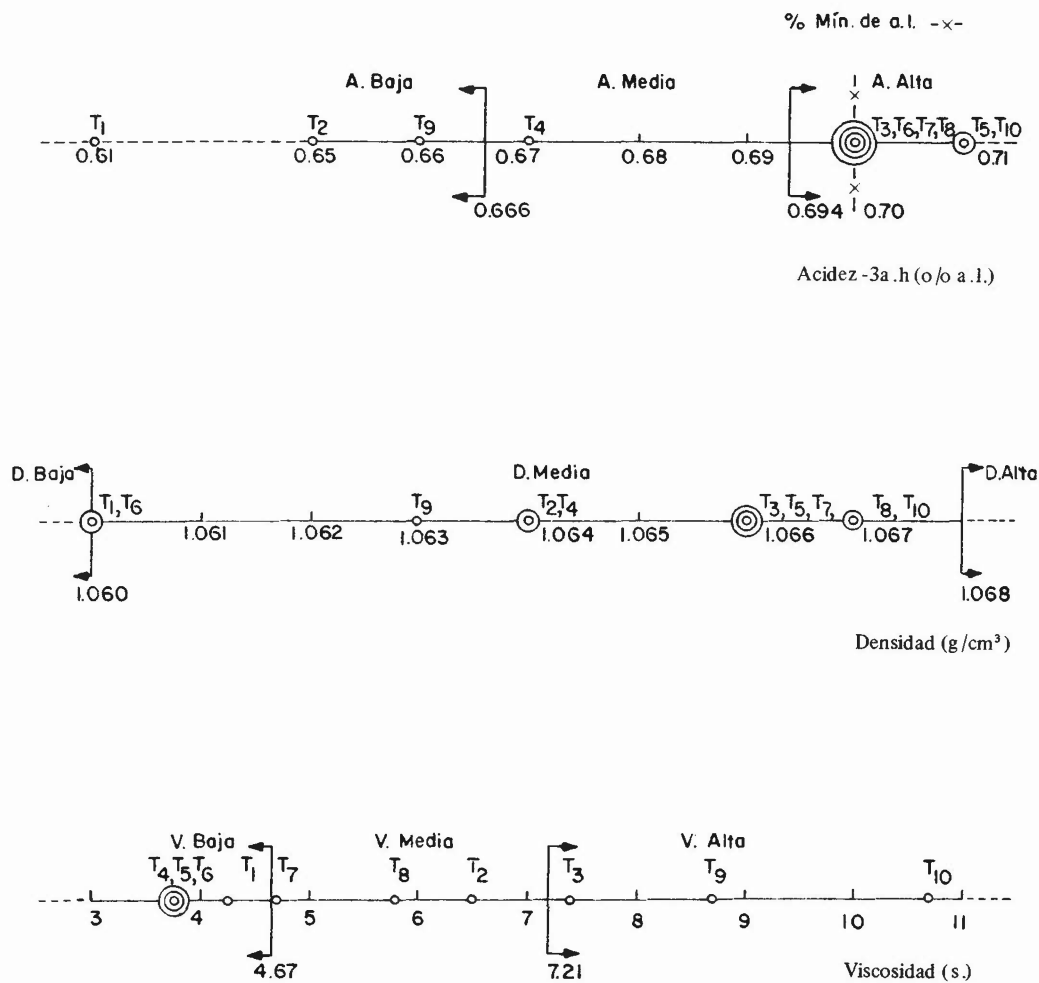 % Mín. de a.l. -x-
A. Baja A. Media A. Alta
T1 T2 T9 T4 T3,T6,T7,T8 T5,T10
0.61 0.65 0.66 0.67 0.68 0.69 0.71
0.666 0.694 0.70
Acidez -3a.h (o/o a.l.)
D. Baja D. Media D. Alta
T1,T6 T9 T2,T4 T3,T5,T7, T8, T10
1.061 1.062 1.063 1.064 1.065 1.066 1.067
1.060 1.068
Densidad (g/cm³)
V. Baja V. Media V. Alta
T4,T5,T6 T1 T7 T8 T2 T3 T9 T10
3 4 5 6 7 8 9 10 11
4.67 7.21
Viscosidad (s.)